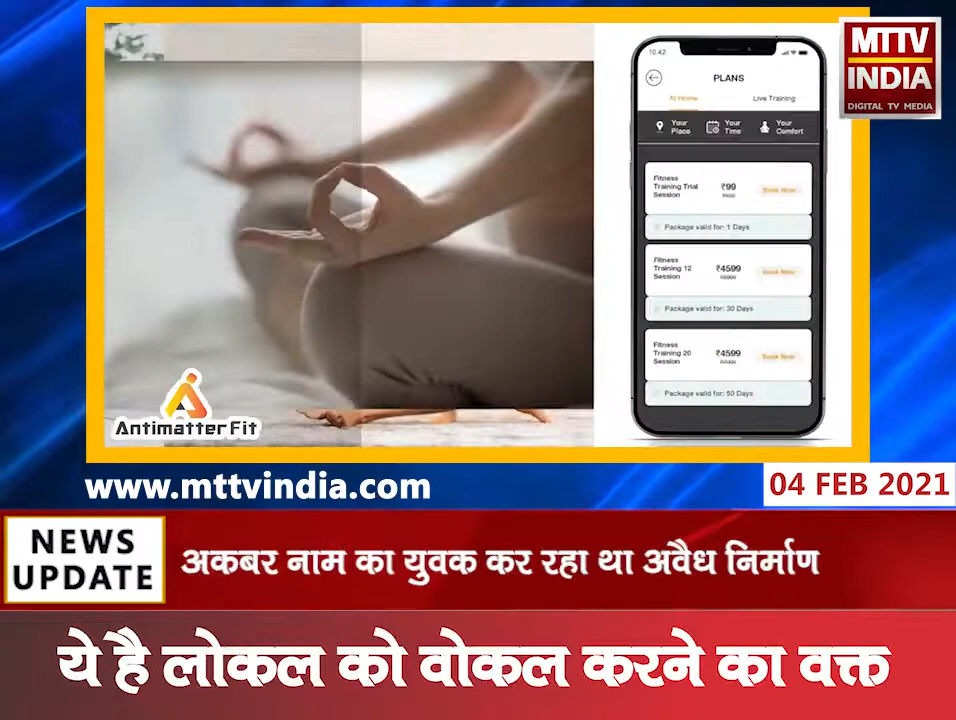 MTTV
INDIA
DIGITAL TV MEDIA
10.42
PLANS
At Home
Live Training
Your Place
Your Time
Your Comfort
Fitness
Training Trial
Session
₹99
Book Now
Package valid for: 1 Days
Fitness
Training 12
Session
₹4599
Book Now
Package valid for: 30 Days
Fitness
Training 20
Session
₹4599
Book Now
Package valid for: 60 Days
Antimatter Fit
www.mttvindia.com
04 FEB 2021
NEWS
UPDATE
अकबर नाम का युवक कर रहा था अवैध निर्माण
ये है लोकल को वोकल करने का वक्त